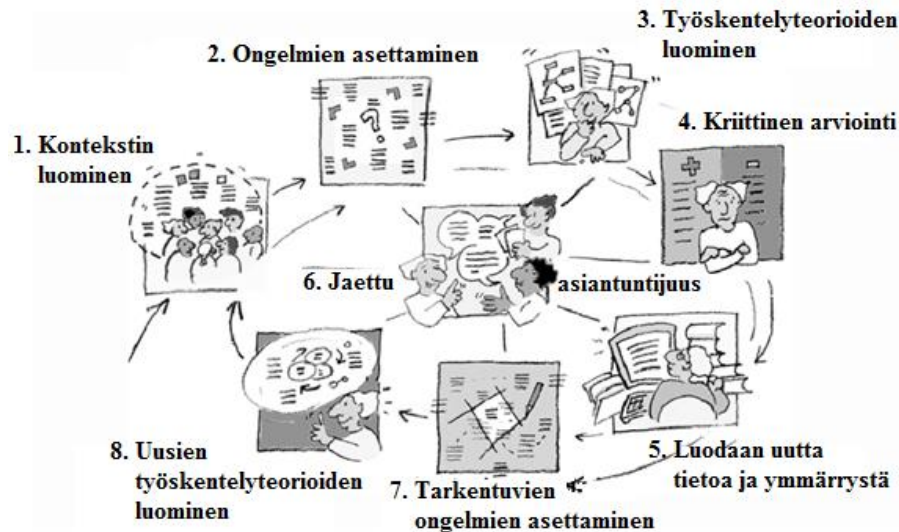 1. Kontekstin
luominen
2. Ongelmien asettaminen
3. Työskentelyteorioiden
luominen
4. Kriittinen arviointi
5. Luodaan uutta
tietoa ja ymmärrystä
6. Jaettu asiantuntijuus
7. Tarkentuvien
ongelmien asettaminen
8. Uusien
työskentelyteorioiden
luominen